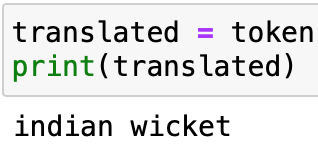 translated = token
print(translated)
indian wicket